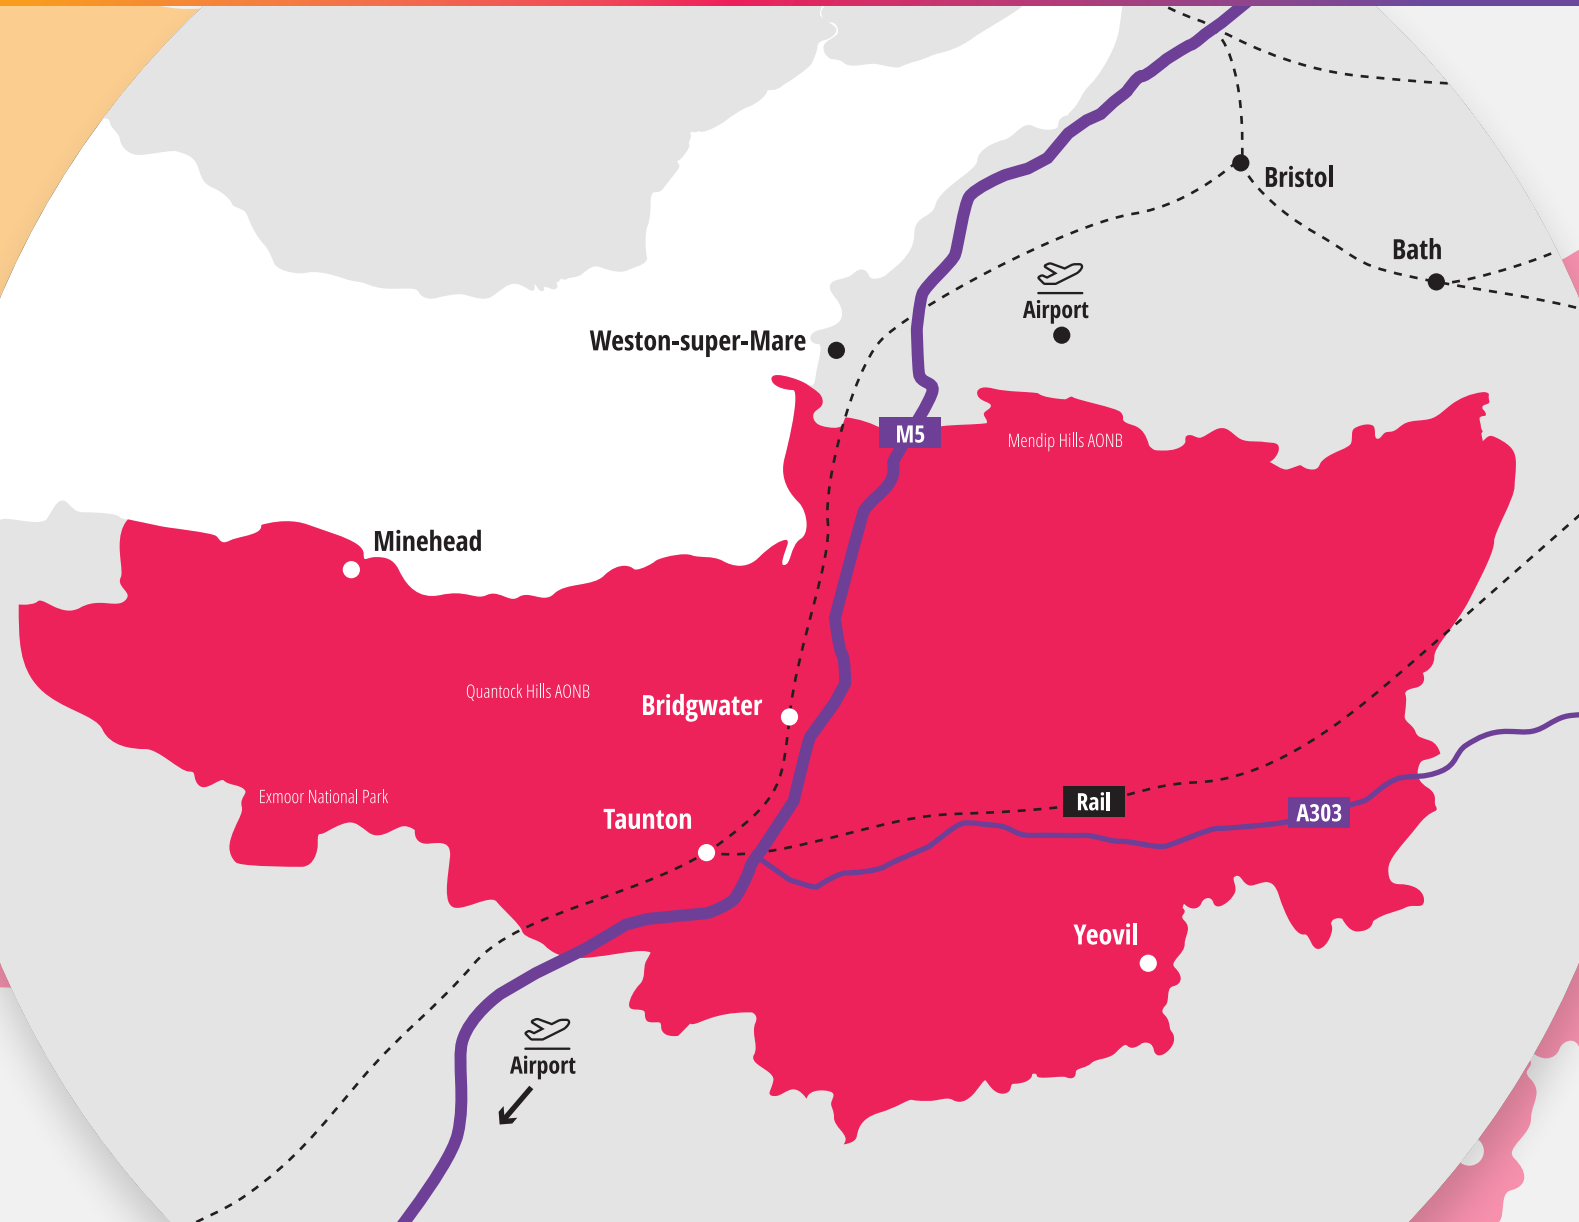 Bristol
Bath
Airport
Weston-super-Mare
M5
Mendip Hills AONB
Minehead
Quantock Hills AONB
Bridgwater
Exmoor National Park
Taunton
Rail
A303
Yeovil
Airport